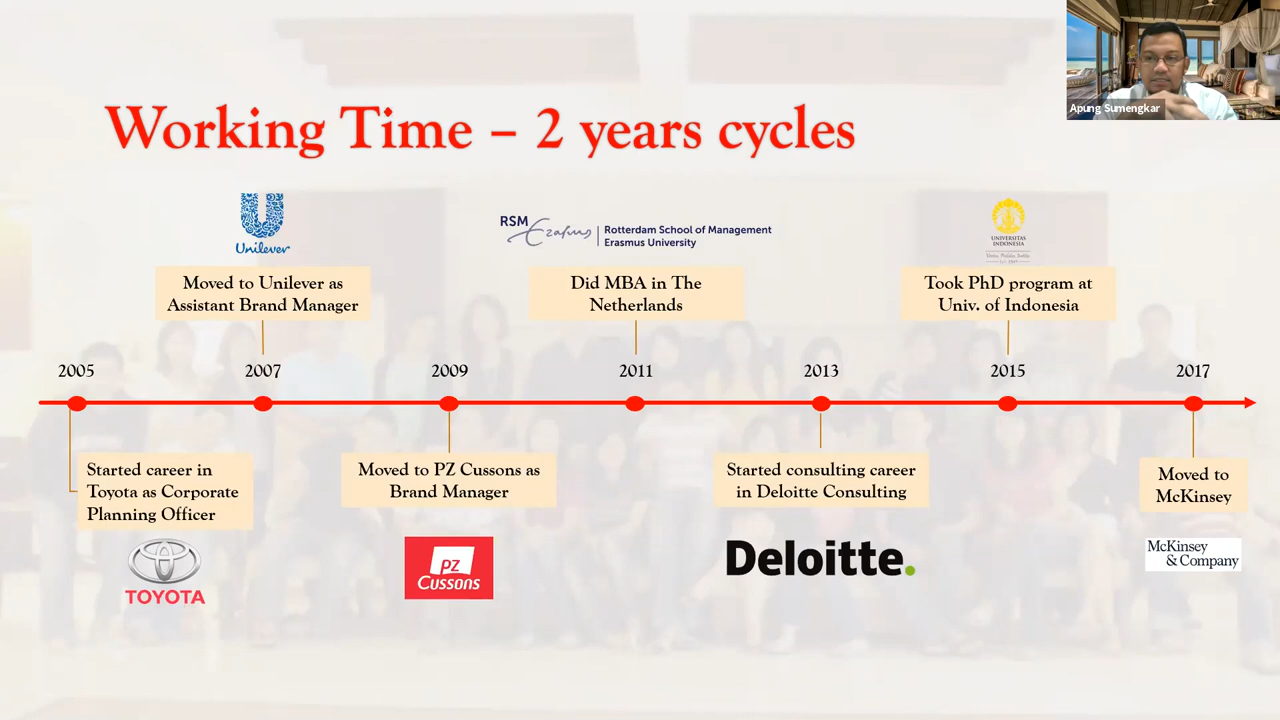 Apung Sumengkar
Working Time – 2 years cycles
Unilever
Moved to Unilever as
Assistant Brand Manager
RSM
Erasmus
Rotterdam School of Management
Erasmus University
Did MBA in The
Netherlands
UNIVERSITAS
INDONESIA
Took PhD program at
Univ. of Indonesia
2005
2007
2009
2011
2013
2015
2017
Started career in
Toyota as Corporate
Planning Officer
TOYOTA
Moved to PZ Cussons as
Brand Manager
PZ
Cussons
Started consulting career
in Deloitte Consulting
Deloitte.
Moved to
McKinsey
McKinsey
& Company